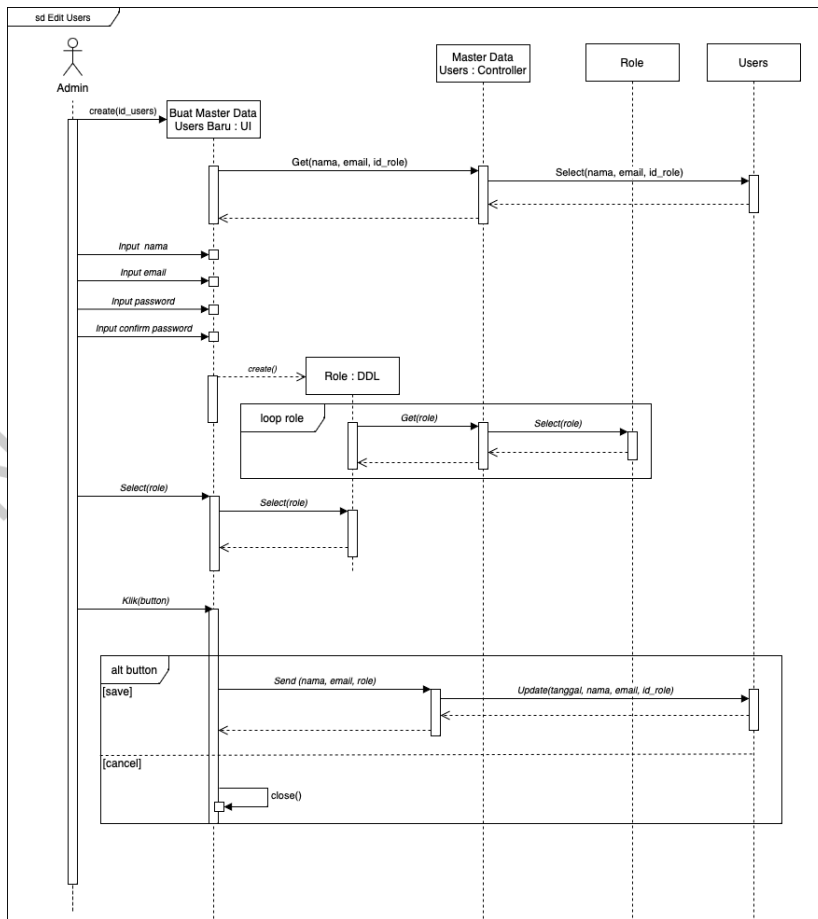 sd Edit Users
Admin
Master Data
Users : Controller
Role
Users
create(id_users)
Buat Master Data
Users Baru : UI
Get(nama, email, id_role)
Select(nama, email, id_role)
Input nama
Input email
Input password
Input confirm password
create()
Role : DDL
loop role
Get(role)
Select(role)
Select(role)
Select(role)
Klik(button)
alt button
[save]
Send (nama, email, role)
Update(tanggal, nama, email, id_role)
[cancel]
close()